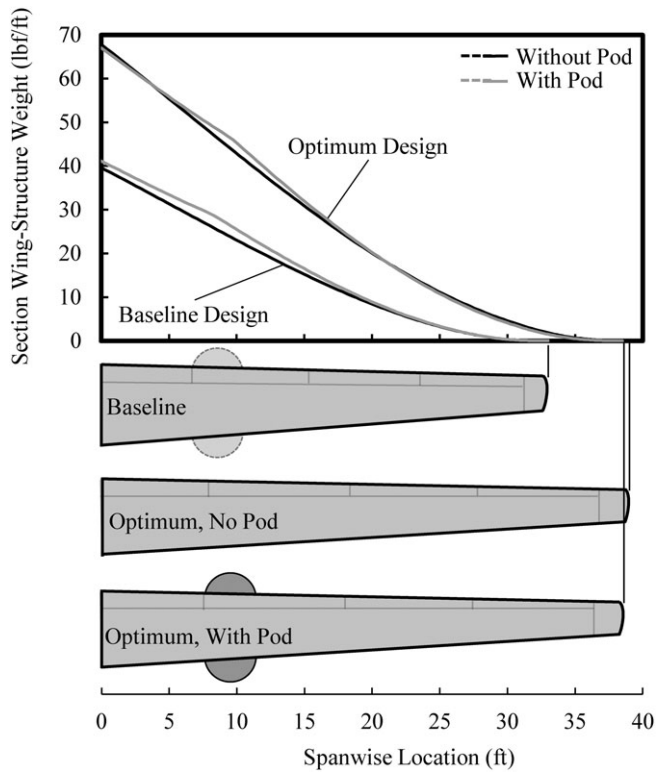 Section Wing-Structure Weight (lbf/ft)
70
60
50
40
30
20
10
0
Without Pod
With Pod
Optimum Design
Baseline Design
Baseline
Optimum, No Pod
Optimum, With Pod
0 5 10 15 20 25 30 35 40
Spanwise Location (ft)